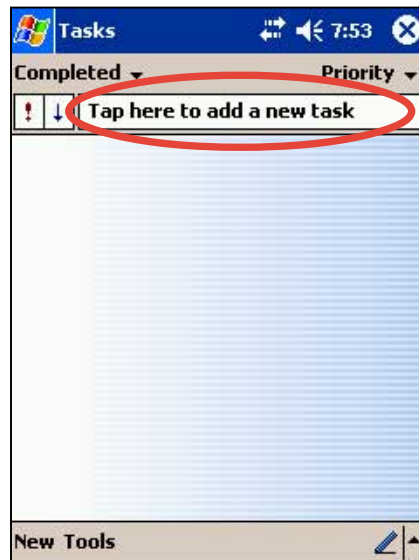 Tasks 7:53
Completed Priority
! ↓ Tap here to add a new task
New Tools